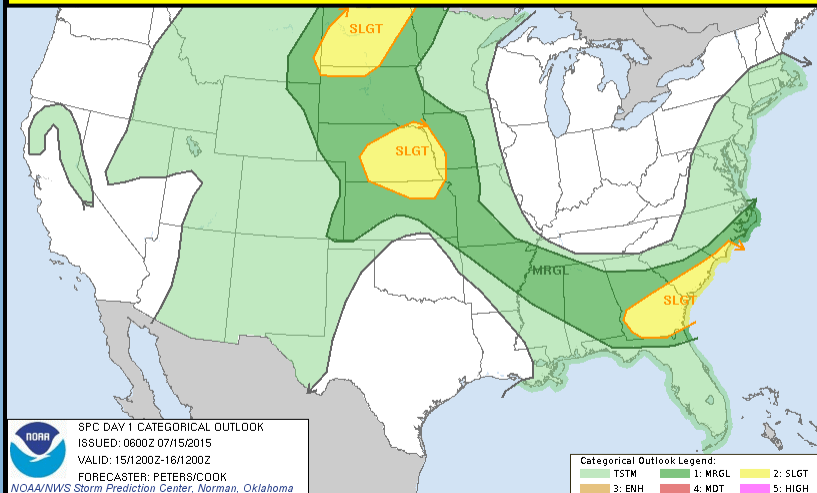 SLGT
SLGT
MRGL
SLGT
NOAA
SPC DAY 1 CATEGORICAL OUTLOOK
ISSUED: 0600Z 07/15/2015
VALID: 15/1200Z-16/1200Z
FORECASTER: PETERS/COOK
NOAA/NWS Storm Prediction Center, Norman, Oklahoma
Categorical Outlook Legend:
TSTM 1: MRGL 2: SLGT
3: ENH 4: MDT 5: HIGH